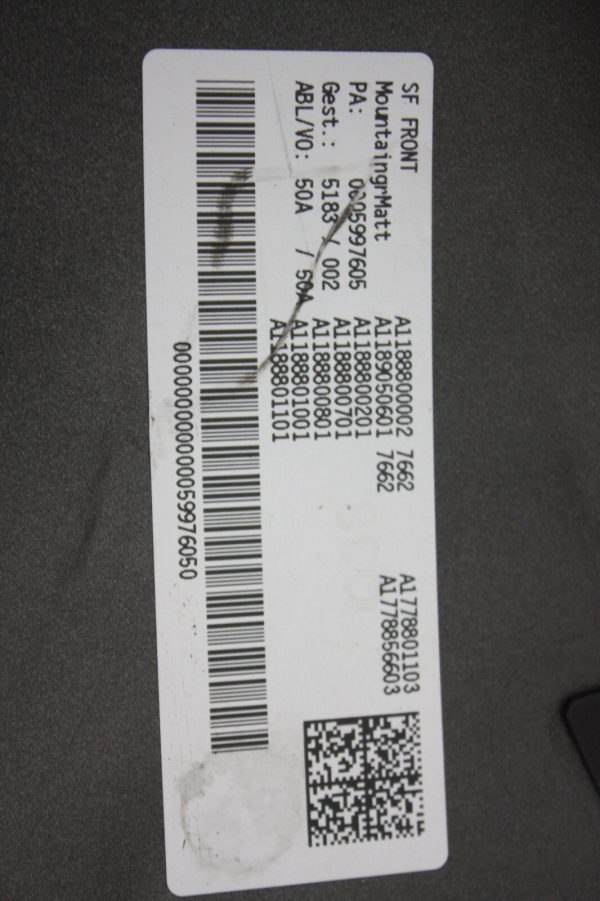 SF FRONT
MountaingrMatt
PA: 0005997605
Gest.: 5183 / 002
ABL/VO: 50A / 50A
A1188800002 7662
A1189050601 7662
A1188800201
A1188800701
A1188800801
A1188801001
A1188801101
A1778801103
A1778856603
000000000000059976050